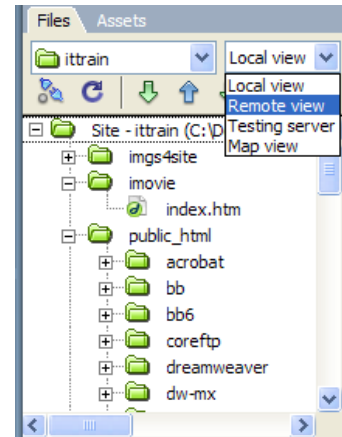 Files Assets
ittrain Local view
Local view
Remote view
Testing server
Map view
Site - ittrain (C:\D
imgs4site
imovie
index.htm
public_html
acrobat
bb
bb6
coreftp
dreamweaver
dw-mx